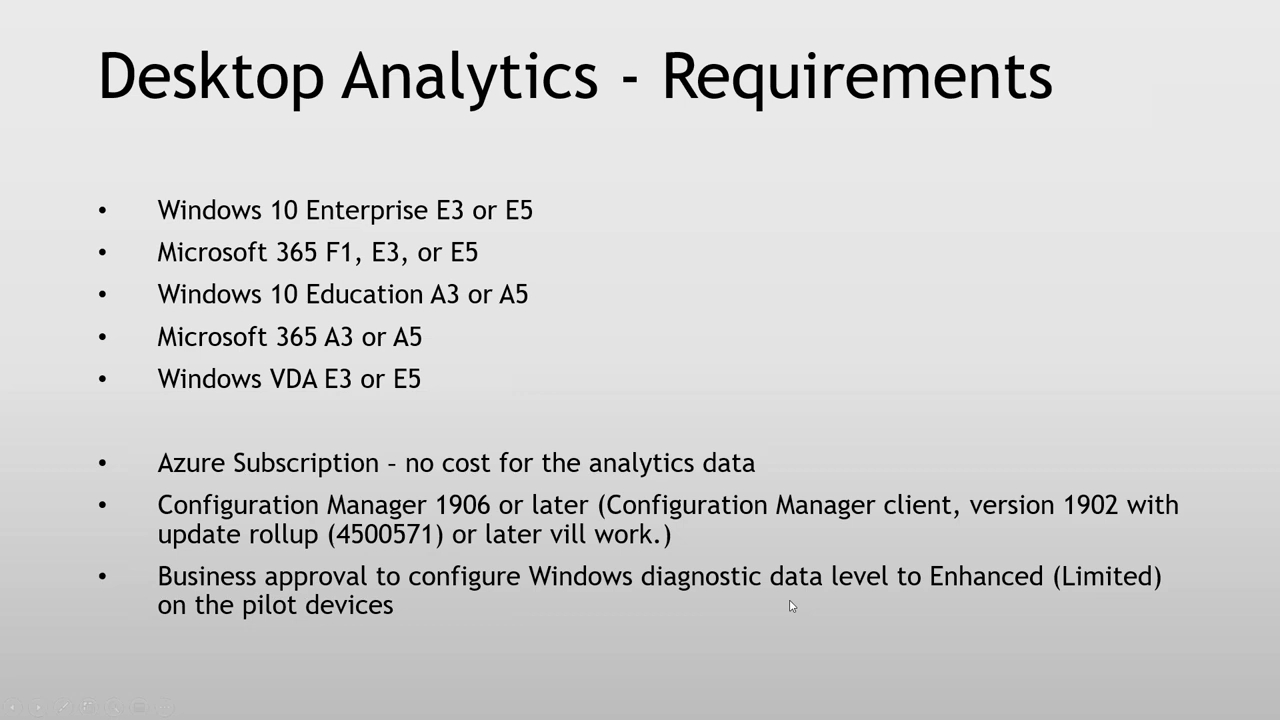 Desktop Analytics - Requirements
• Windows 10 Enterprise E3 or E5
• Microsoft 365 F1, E3, or E5
• Windows 10 Education A3 or A5
• Microsoft 365 A3 or A5
• Windows VDA E3 or E5
• Azure Subscription – no cost for the analytics data
• Configuration Manager 1906 or later (Configuration Manager client, version 1902 with
update rollup (4500571) or later vill work.)
• Business approval to configure Windows diagnostic data level to Enhanced (Limited)
on the pilot devices